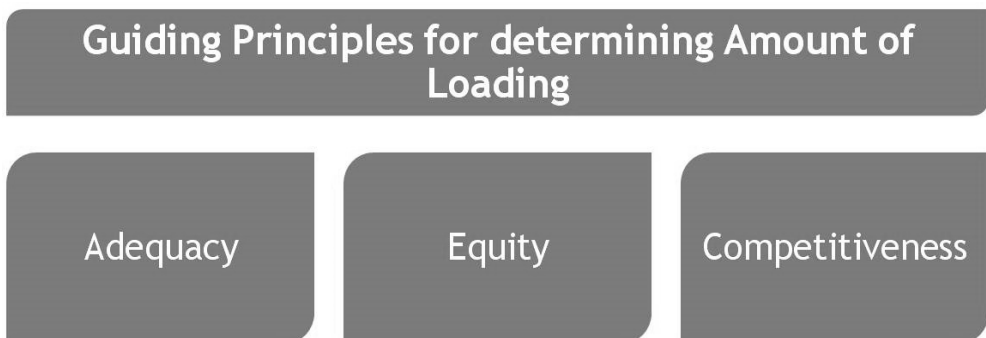 Guiding Principles for determining Amount of
Loading
Adequacy
Equity
Competitiveness